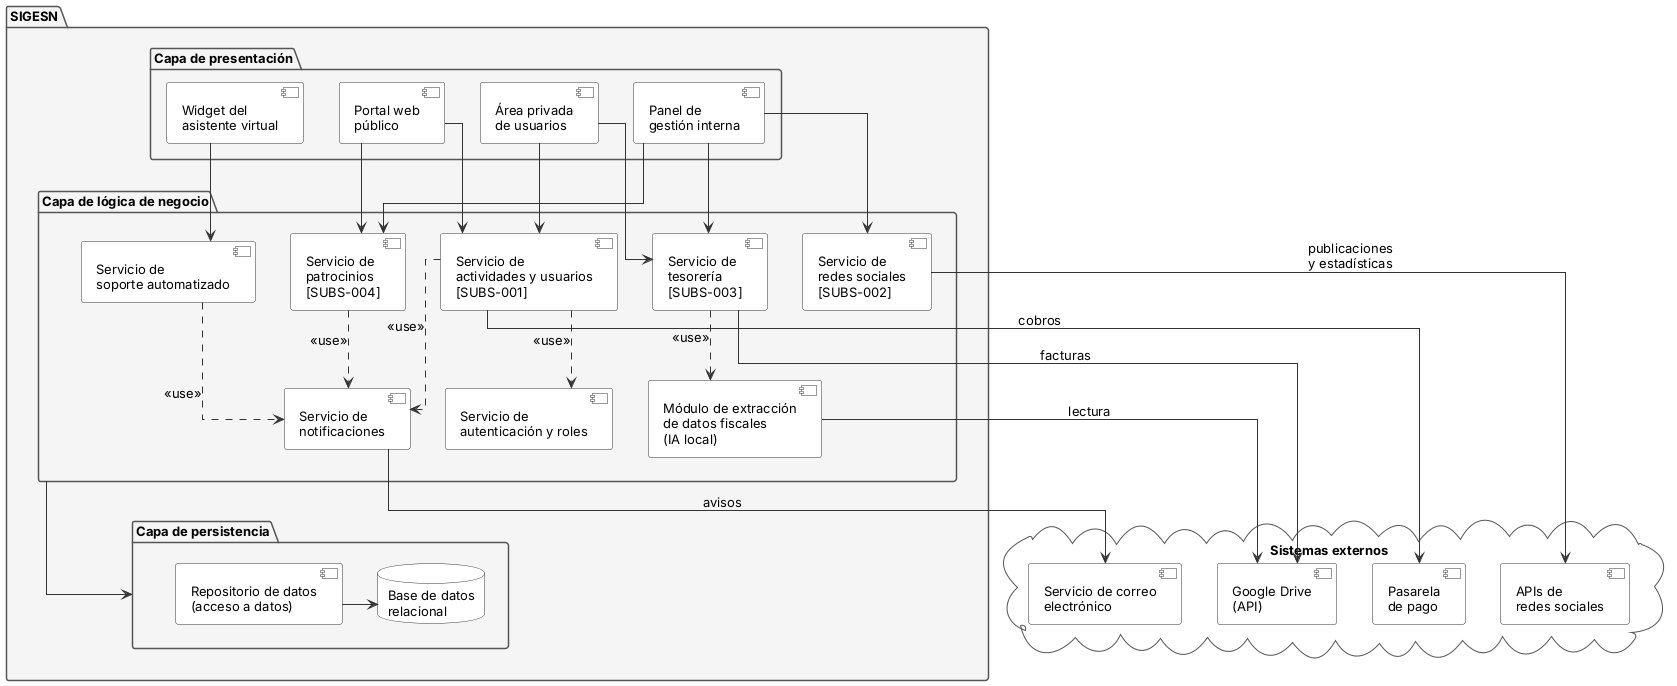 SIGESN
Capa de presentación
Widget del
asistente virtual
Portal web
público
Área privada
de usuarios
Panel de
gestión interna
Capa de lógica de negocio
Servicio de
soporte automatizado
Servicio de
patrocinios
[SUBS-004]
Servicio de
actividades y usuarios
[SUBS-001]
Servicio de
tesorería
[SUBS-003]
Servicio de
redes sociales
[SUBS-002]
publicaciones
y estadísticas
cobros
«use»
«use»
«use»
«use»
facturas
«use»
Servicio de
notificaciones
Servicio de
autenticación y roles
Módulo de extracción
de datos fiscales
(IA local)
lectura
avisos
Capa de persistencia
Repositorio de datos
(acceso a datos)
Base de datos
relacional
Sistemas externos
Servicio de correo
electrónico
Google Drive
(API)
Pasarela
de pago
APIs de
redes sociales